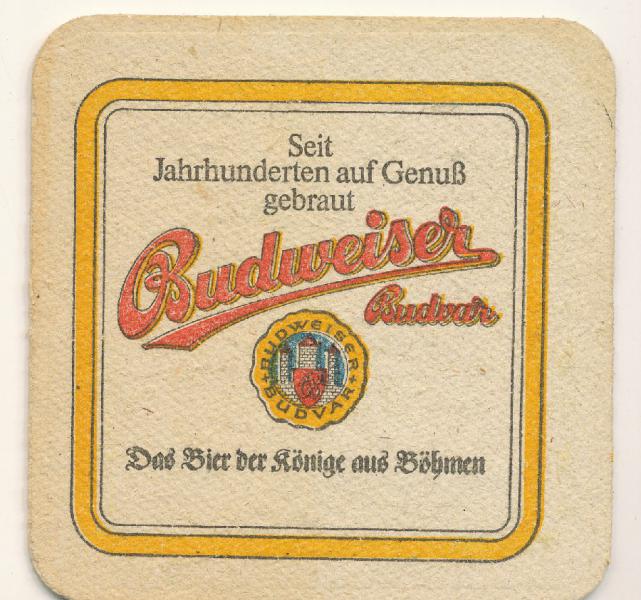 Seit
Jahrhunderten auf Genuß
gebraut
Budweiser
Budvar
BUDWEISER
BUDVAR
Das Bier der Könige aus Böhmen